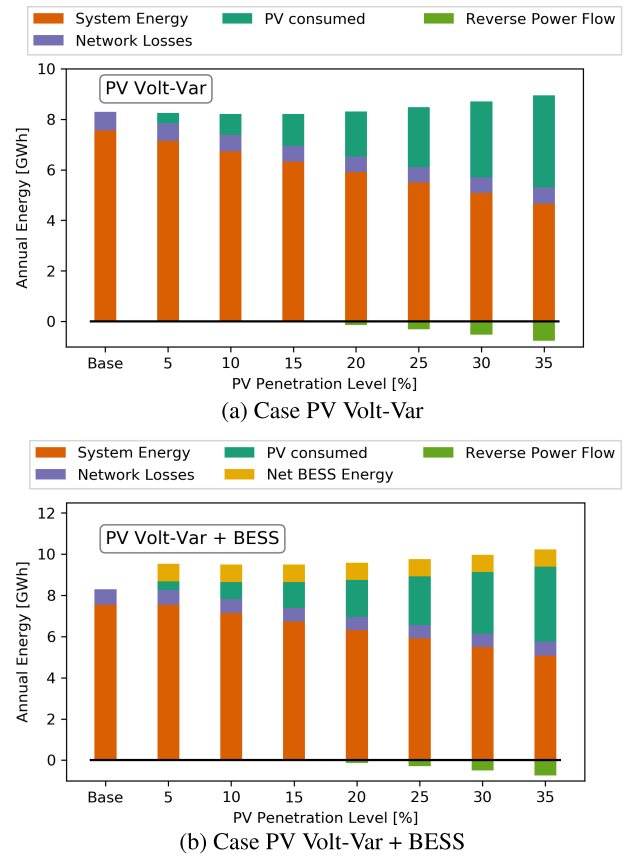 System Energy PV consumed Reverse Power Flow
Network Losses
10
PV Volt-Var
8
6
4
2
0
Annual Energy [GWh]
Base 5 10 15 20 25 30 35
PV Penetration Level [%]
(a) Case PV Volt-Var
System Energy PV consumed Reverse Power Flow
Network Losses Net BESS Energy
12
PV Volt-Var + BESS
10
8
6
4
2
0
Annual Energy [GWh]
Base 5 10 15 20 25 30 35
PV Penetration Level [%]
(b) Case PV Volt-Var + BESS